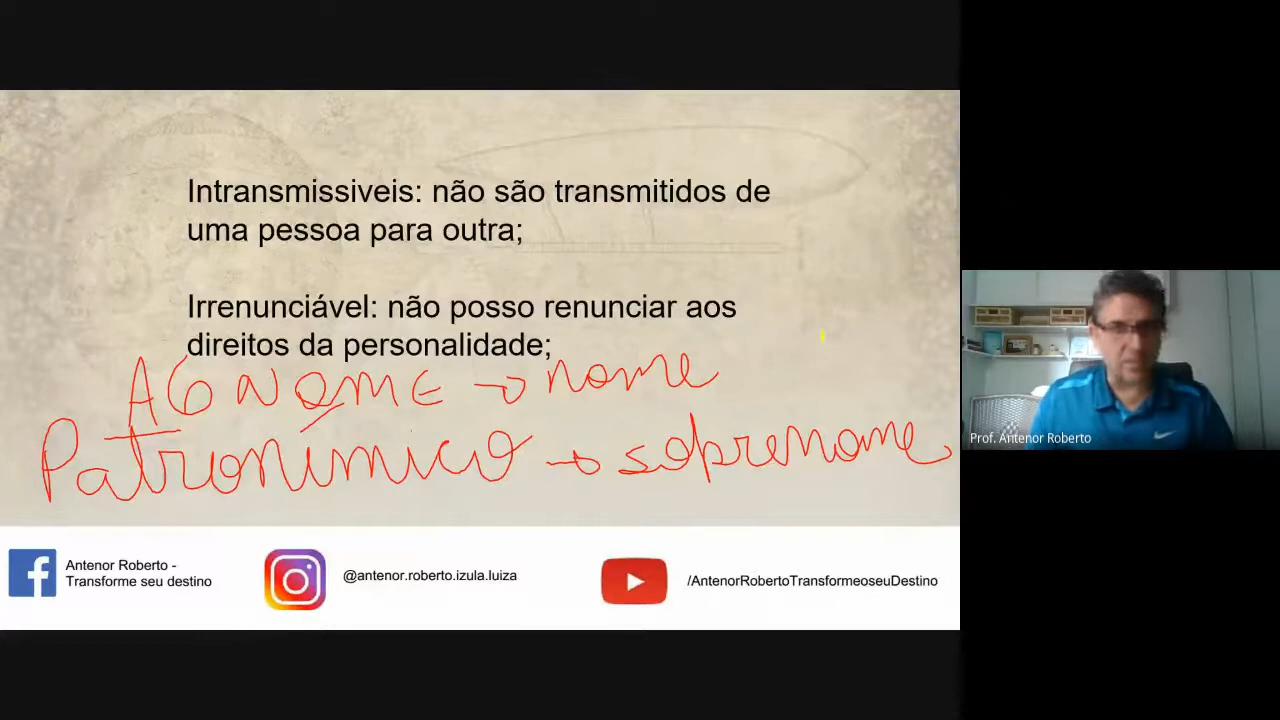 Intransmissiveis: não são transmitidos de
uma pessoa para outra;
Irrenunciável: não posso renunciar aos
direitos da personalidade;
AGNOME → nome
Patronímico → sobrenome
Antenor Roberto -
Transforme seu destino
@antenor.roberto.izula.luiza
/AntenorRobertoTransformeoseuDestino
Prof. Antenor Roberto